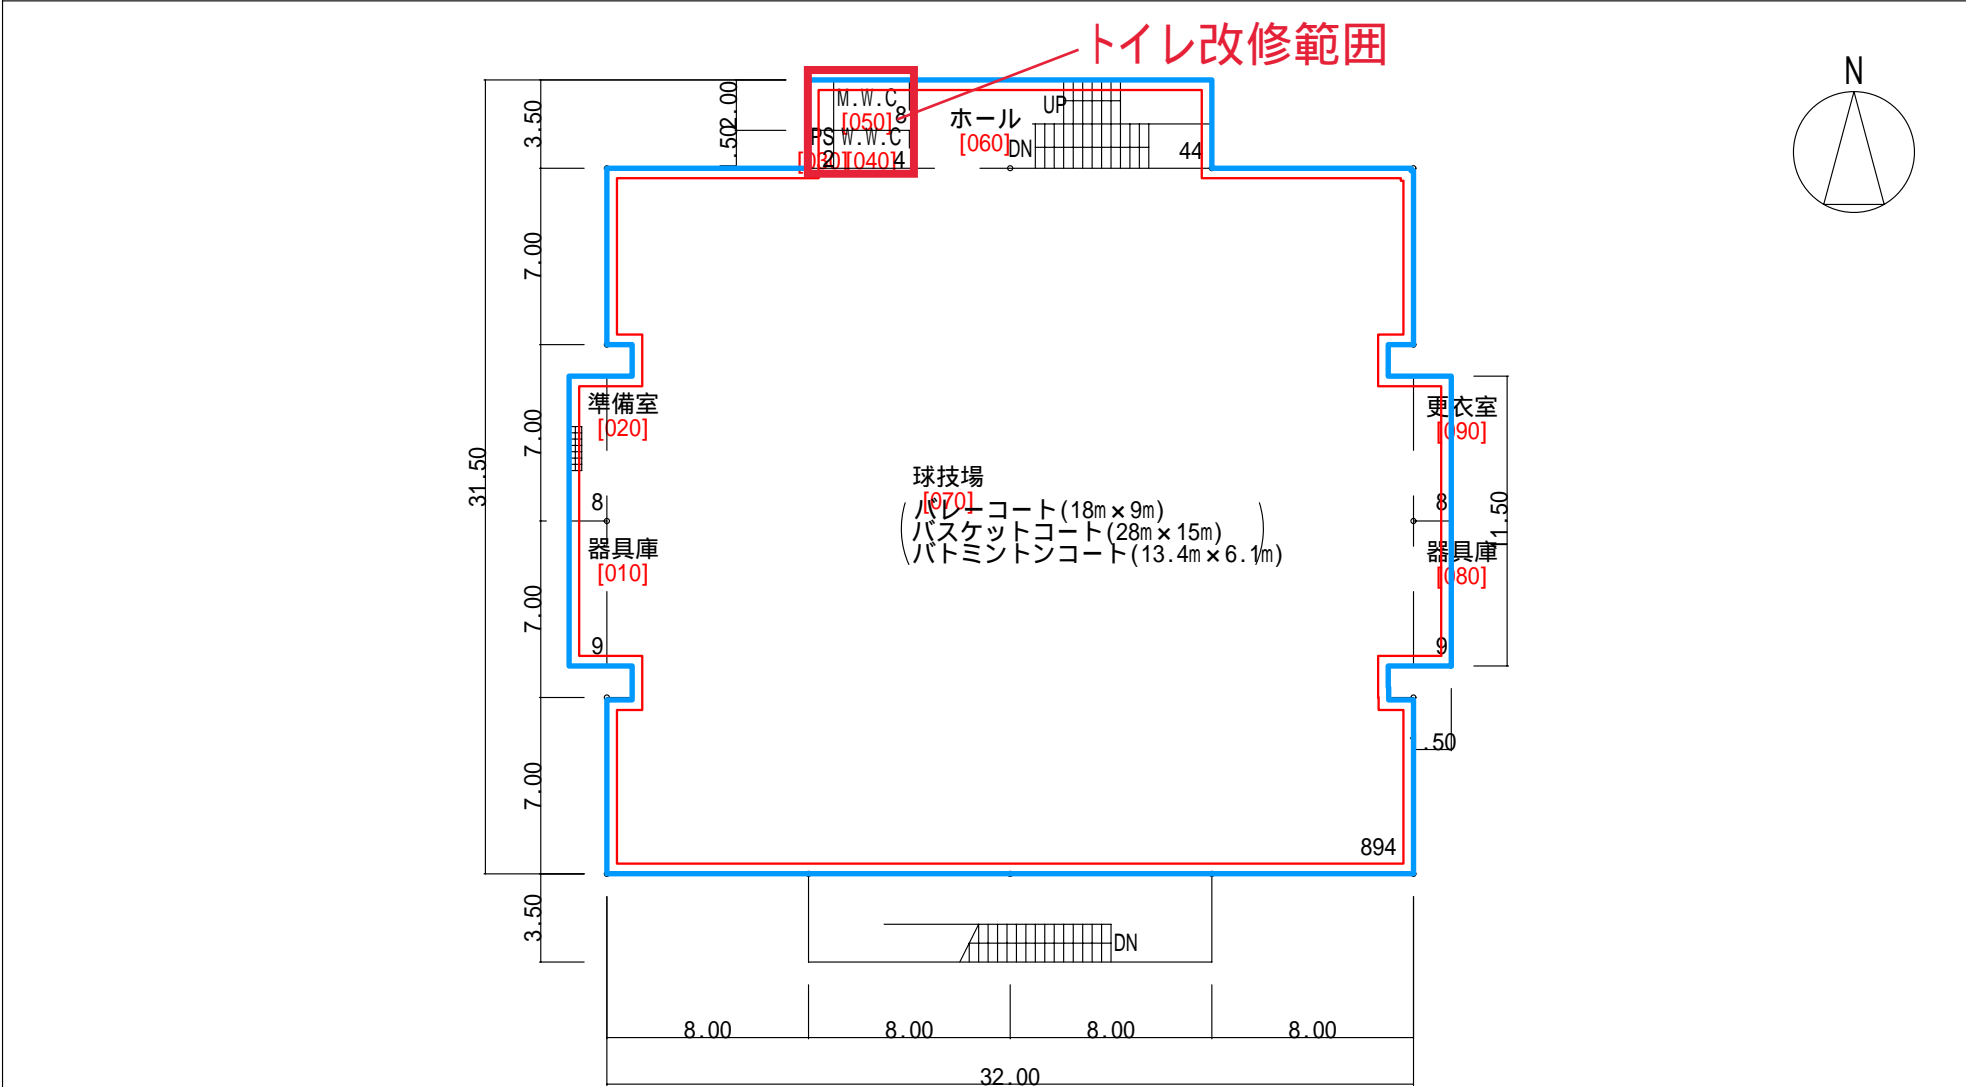 トイレ改修範囲
N
M.W.C
8
[050]
PS
W.W.C
[030]
2
[040]
4
ホール
[060]
UP
DN
44
3.50
2.00
.50
7.00
7.00
31.50
7.00
7.00
3.50
準備室
[020]
8
器具庫
[010]
9
球技場
[070]
バレーコート(18m×9m)
バスケットコート(28m×15m)
バトミントンコート(13.4m×6.1m)
更衣室
[090]
8
器具庫
[080]
9
11.50
.50
894
DN
8.00
8.00
8.00
8.00
32.00